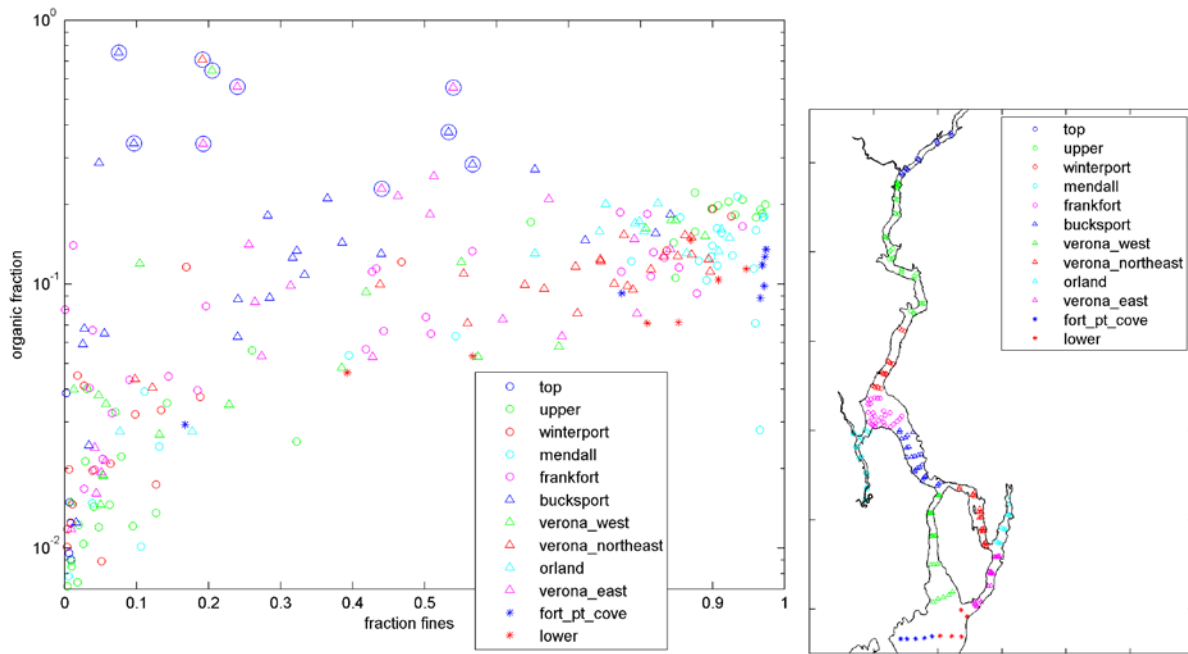 10^0
10^-1
10^-2
organic fraction
0
0.1
0.2
0.3
0.4
0.5
0.9
1
fraction fines
top
upper
winterport
mendall
frankfort
bucksport
verona_west
verona_northeast
orland
verona_east
fort_pt_cove
lower
top
upper
winterport
mendall
frankfort
bucksport
verona_west
verona_northeast
orland
verona_east
fort_pt_cove
lower